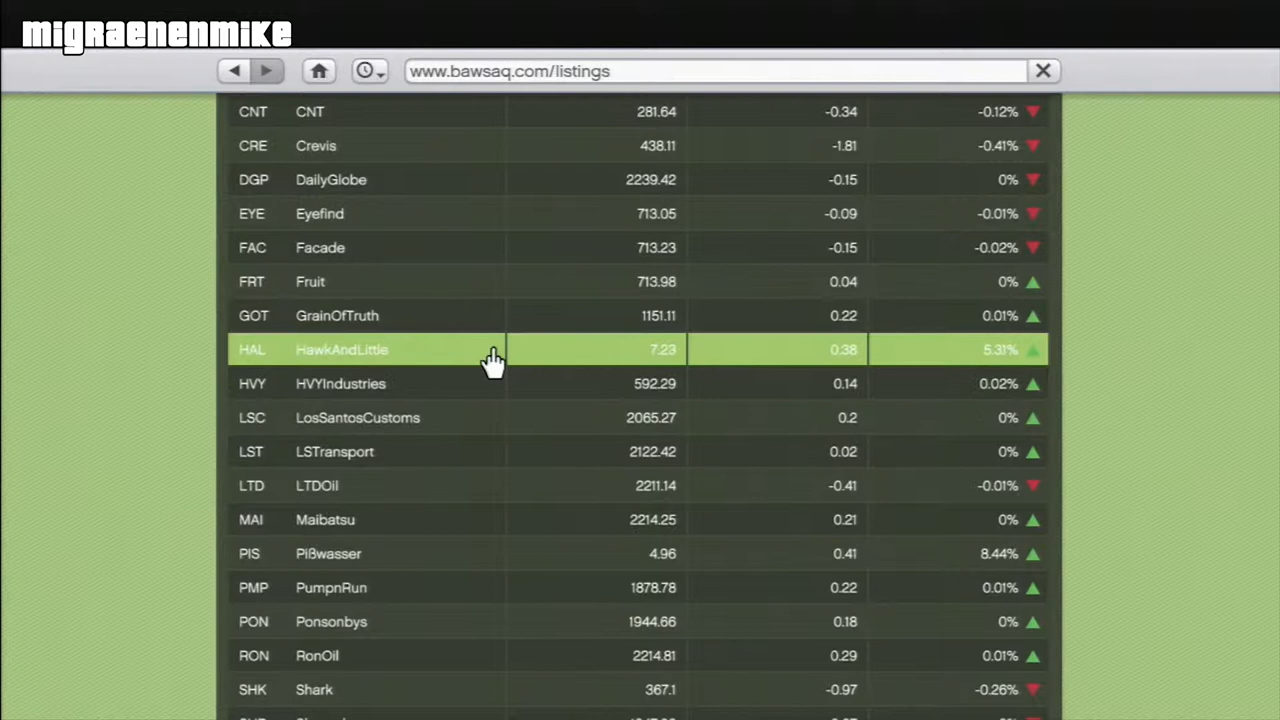 migraenenmike
www.bawsaq.com/listings
CNT CNT 281.64 -0.34 -0.12%
CRE Crevis 438.11 -1.81 -0.41%
DGP DailyGlobe 2239.42 -0.15 0%
EYE Eyefind 713.05 -0.09 -0.01%
FAC Facade 713.23 -0.15 -0.02%
FRT Fruit 713.98 0.04 0%
GOT GrainOfTruth 1151.11 0.22 0.01%
HAL HawkAndLittle 7.23 0.38 5.31%
HVY HVYIndustries 592.29 0.14 0.02%
LSC LosSantosCustoms 2065.27 0.2 0%
LST LSTransport 2122.42 0.02 0%
LTD LTDOil 2211.14 -0.41 -0.01%
MAI Maibatsu 2214.25 0.21 0%
PIS Pißwasser 4.96 0.41 8.44%
PMP PumpnRun 1878.78 0.22 0.01%
PON Ponsonbys 1944.66 0.18 0%
RON RonOil 2214.81 0.29 0.01%
SHK Shark 367.1 -0.97 -0.26%